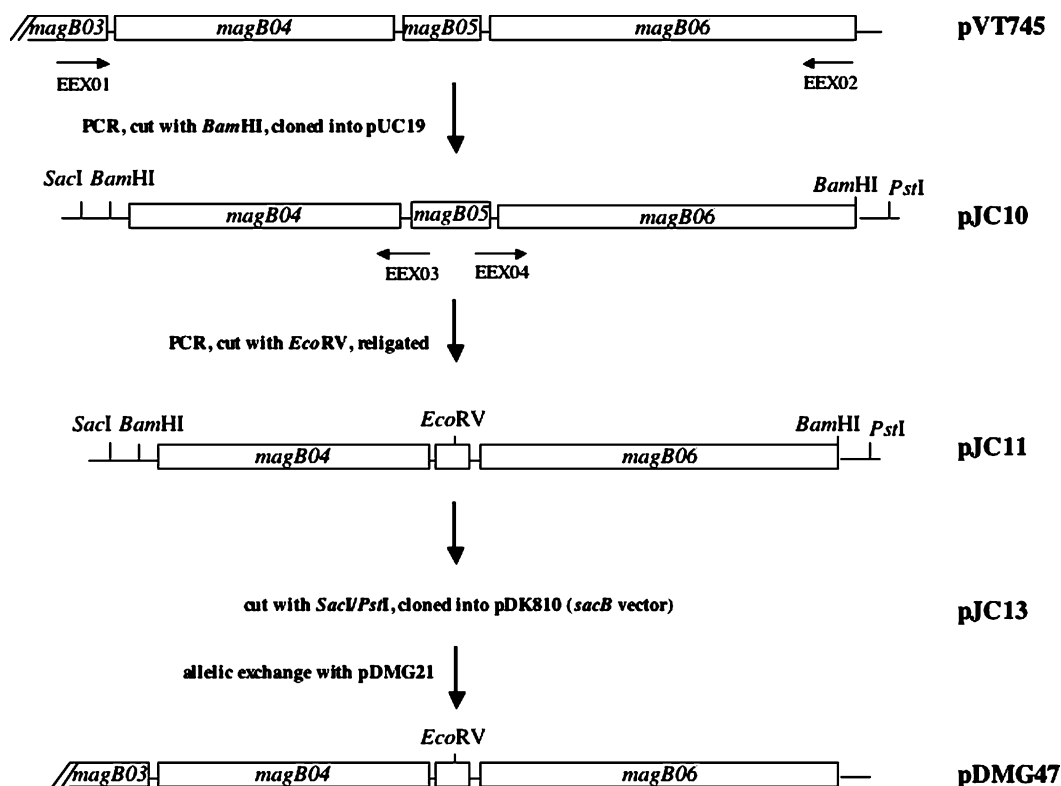 magB03 magB04 magB05 magB06 pVT745
EEX01 EEX02
PCR, cut with BamHI, cloned into pUC19
SacI BamHI BamHI PstI
magB04 magB05 magB06 pJC10
EEX03 EEX04
PCR, cut with EcoRV, religated
SacI BamHI EcoRV BamHI PstI
magB04 magB06 pJC11
cut with SacI/PstI, cloned into pDK810 (sacB vector) pJC13
allelic exchange with pDMG21
EcoRV
magB03 magB04 magB06 pDMG47